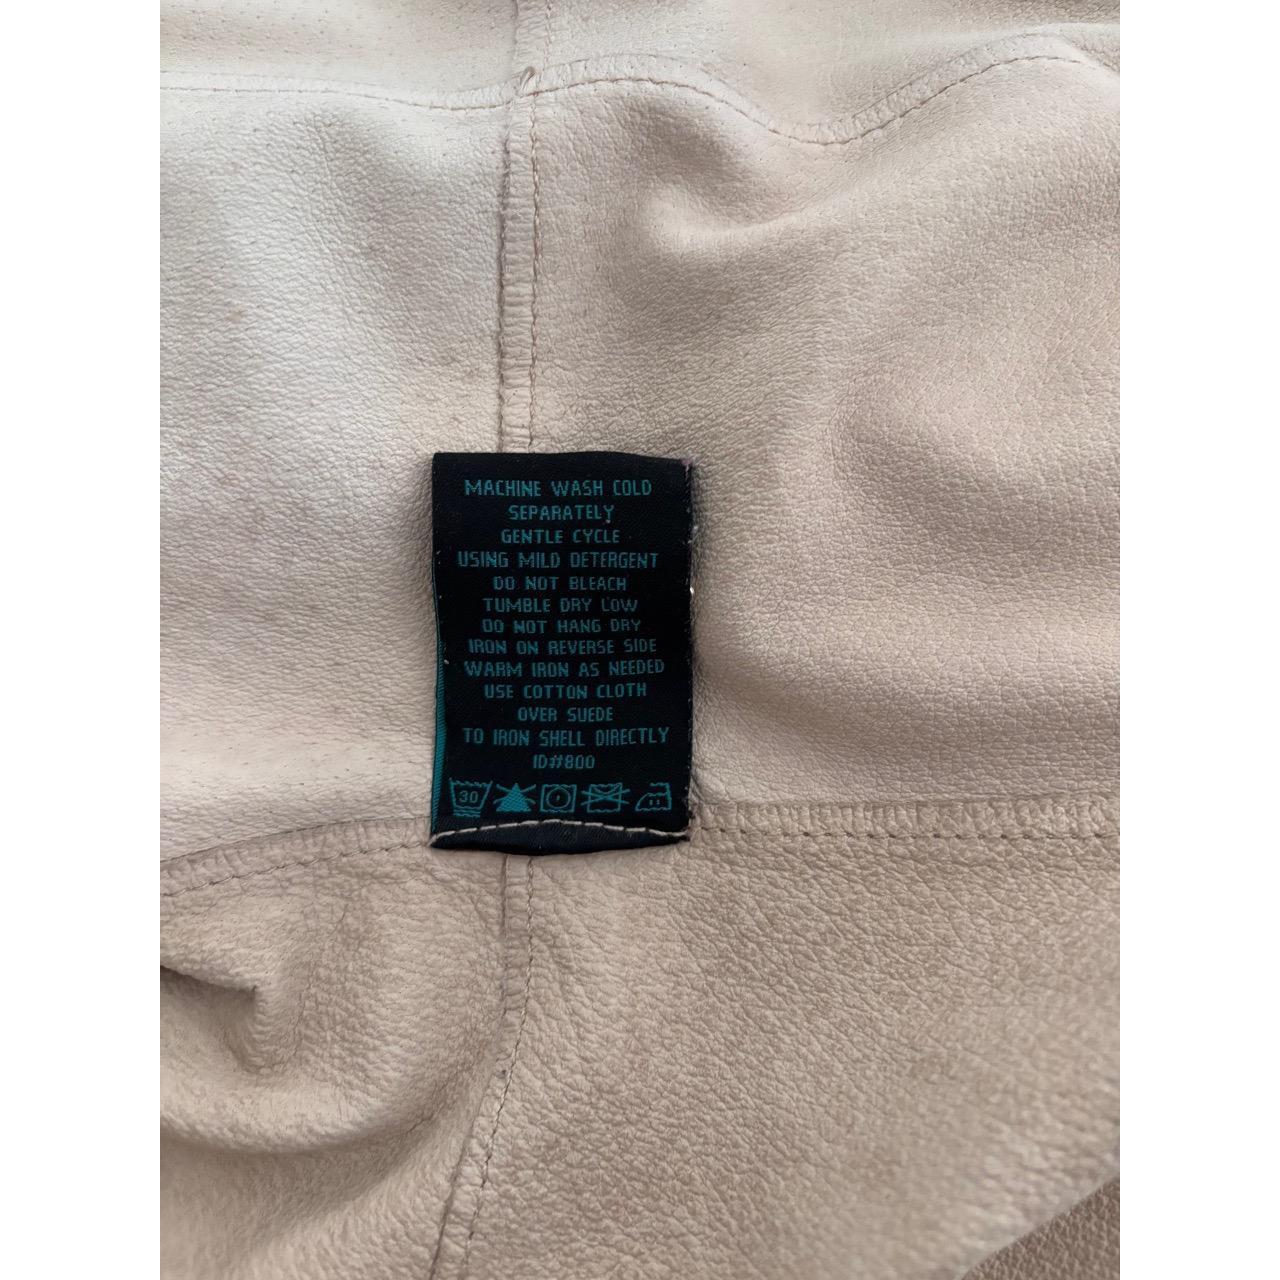 MACHINE WASH COLD
SEPARATELY
GENTLE CYCLE
USING MILD DETERGENT
DO NOT BLEACH
TUMBLE DRY LOW
DO NOT HANG DRY
IRON ON REVERSE SIDE
WARM IRON AS NEEDED
USE COTTON CLOTH
OVER SUEDE
TO IRON SHELL DIRECTLY
ID#800
30